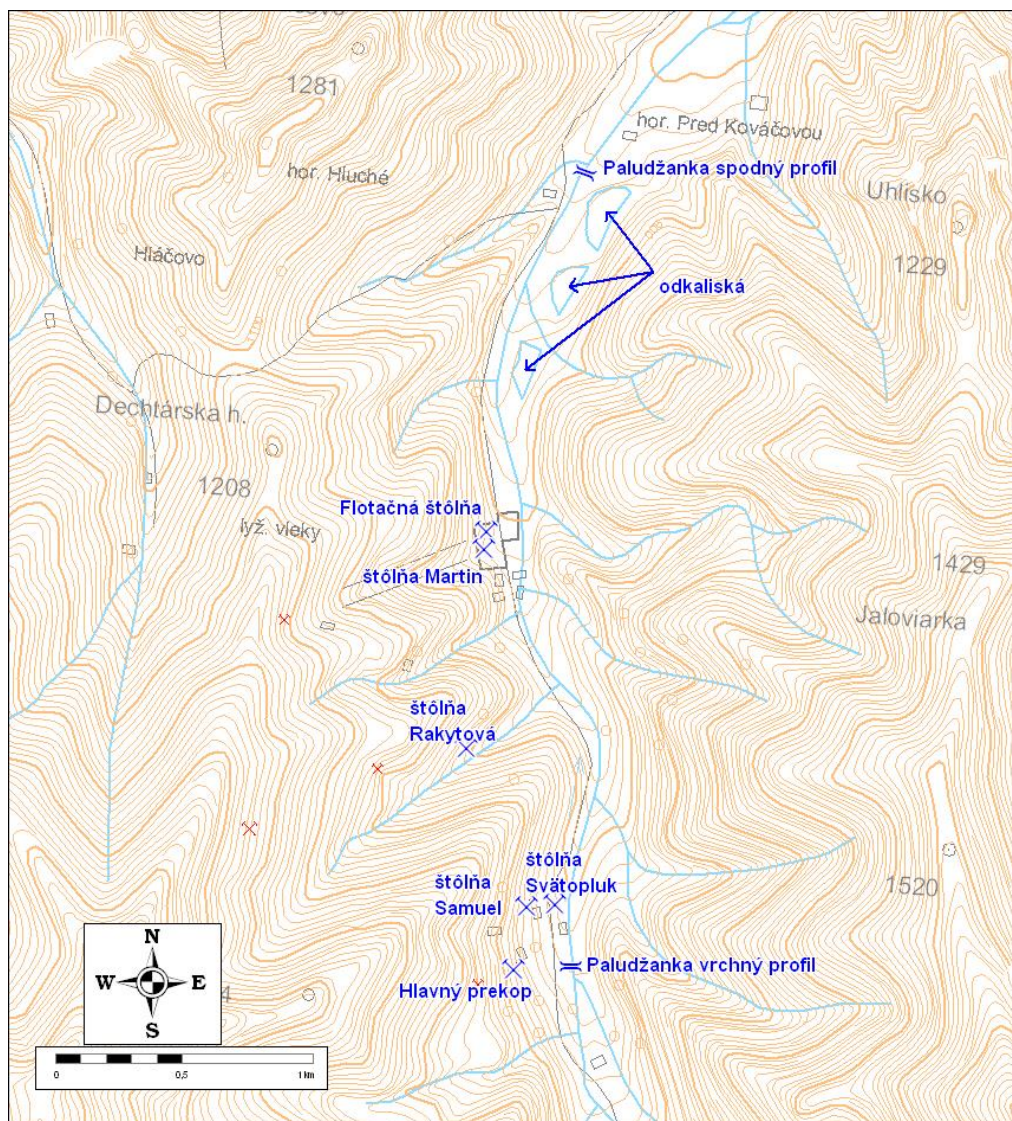 1281
hor. Pred Kováčovou
hor. Hluché
Paludžanka spodný profil
Uhlísko
Hláčovo
1229
odkaliská
Dechtárska h.
1208
Flotačná štôlňa
lyž. vleky
1429
štôlňa Martin
Jaloviarka
štôlňa
Rakytová
štôlňa
Svätopluk
štôlňa
Samuel
1520
Paludžanka vrchný profil
Hlavný prekop
N
W E
S
0 0,5 1 km